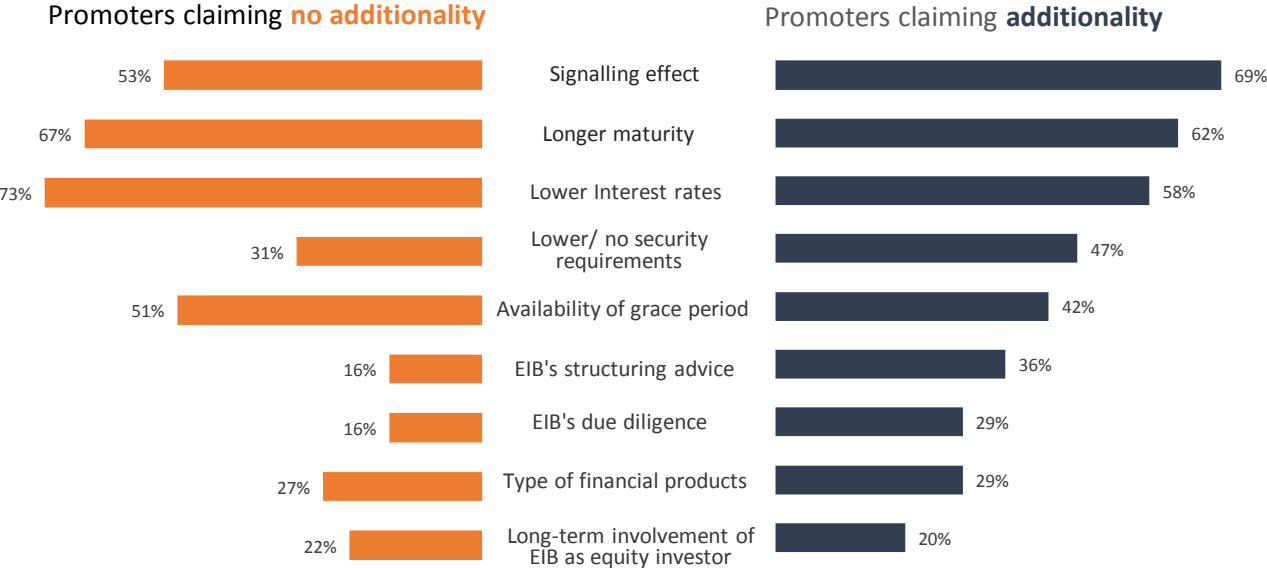 Promoters claiming no additionality
Promoters claiming additionality
53%
Signalling effect
69%
67%
Longer maturity
62%
73%
Lower Interest rates
58%
31%
Lower/ no security
requirements
47%
51%
Availability of grace period
42%
16%
EIB's structuring advice
36%
16%
EIB's due diligence
29%
27%
Type of financial products
29%
22%
Long-term involvement of
EIB as equity investor
20%